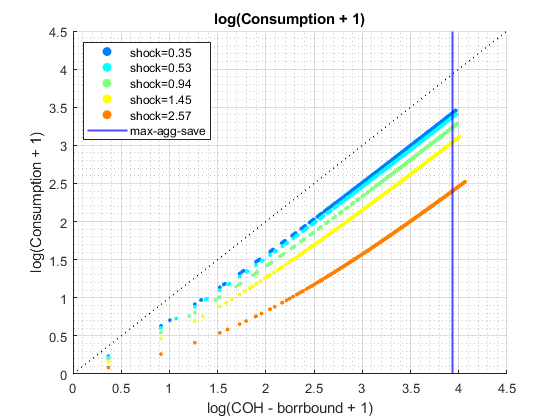 log(Consumption + 1)
4.5
4
3.5
3
2.5
2
1.5
1
0.5
0
log(Consumption + 1)
shock=0.35
shock=0.53
shock=0.94
shock=1.45
shock=2.57
max-agg-save
0 0.5 1 1.5 2 2.5 3 3.5 4 4.5
log(COH - borrbound + 1)